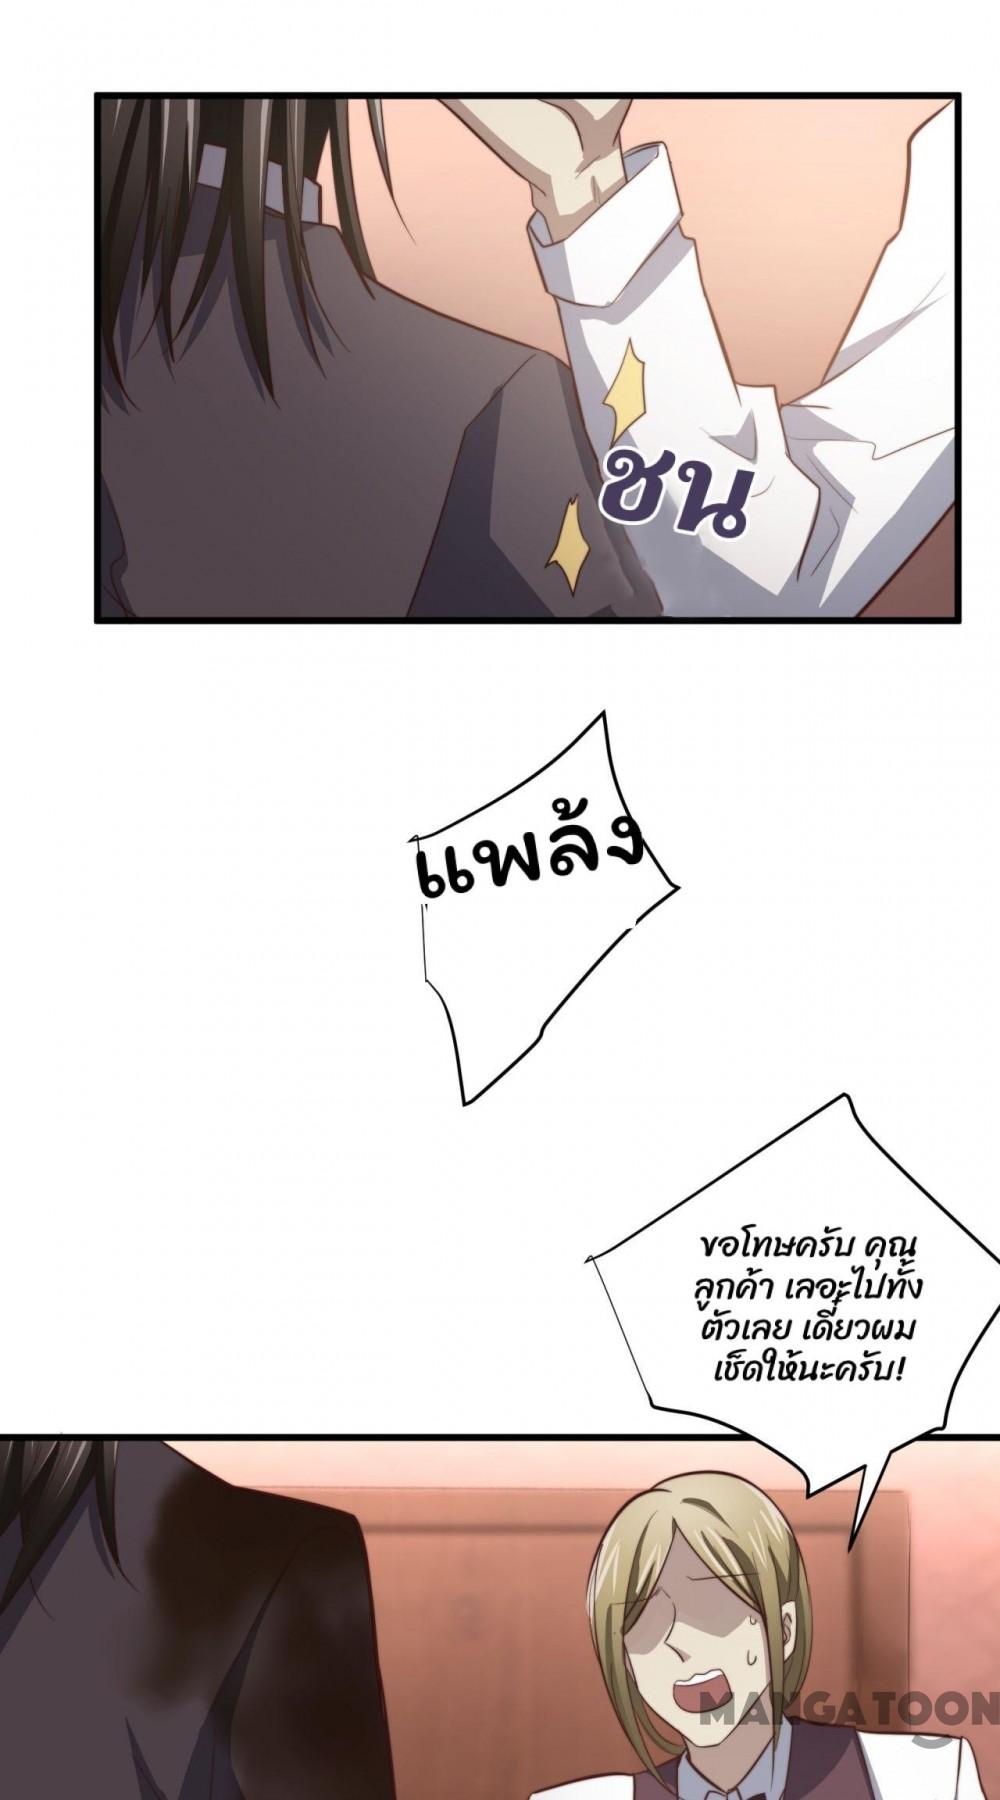 ชน
แพล้ง
ขอโทษครับ คุณ
ลูกค้า เลอะไปทั้ง
ตัวเลย เดี๋ยวผม
เช็ดให้นะครับ!
MANGATOON